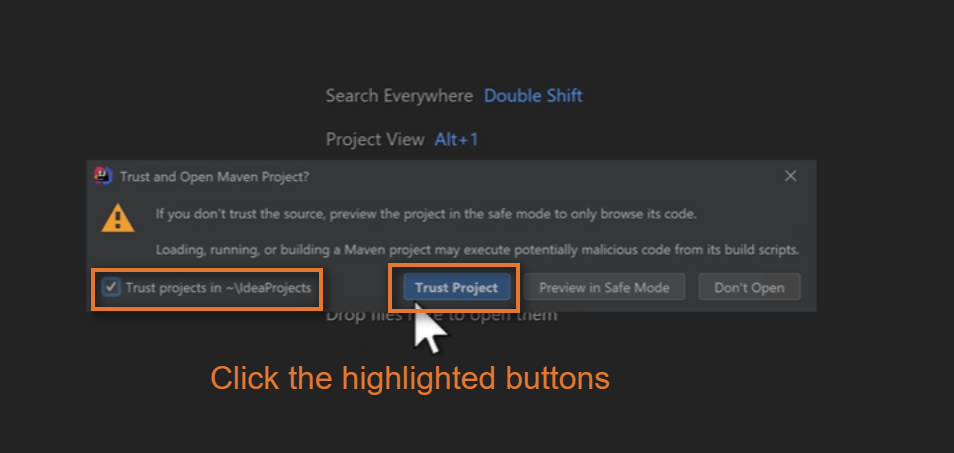 Search Everywhere Double Shift
Project View Alt+1
Trust and Open Maven Project?
If you don't trust the source, preview the project in the safe mode to only browse its code.
Loading, running, or building a Maven project may execute potentially malicious code from its build scripts.
Trust projects in ~\IdeaProjects Trust Project Preview in Safe Mode Don't Open
Drop files here to open them
Click the highlighted buttons